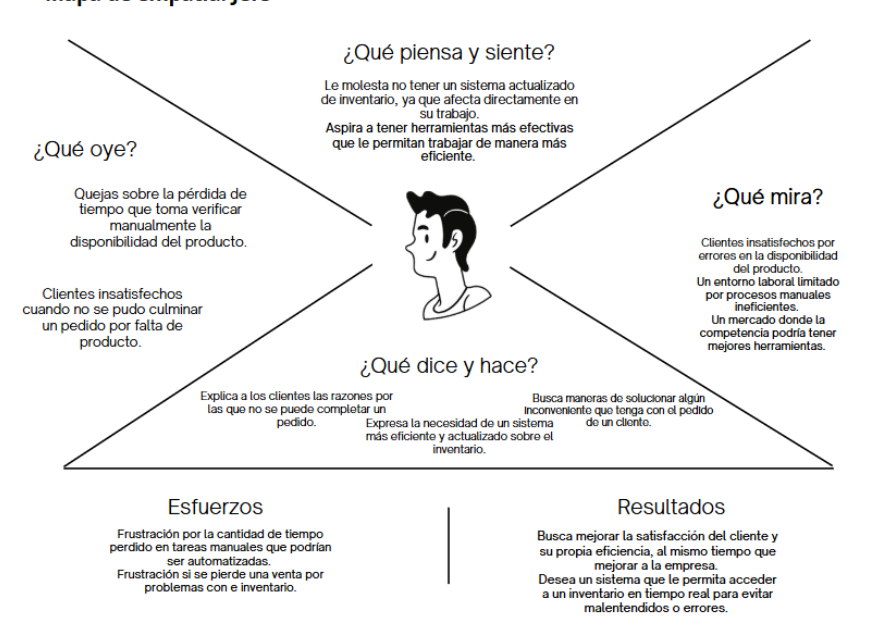 Mapa de empatía: jefe
¿Qué piensa y siente?
Le molesta no tener un sistema actualizado
de inventario, ya que afecta directamente en
su trabajo.
Aspira a tener herramientas más efectivas
que le permitan trabajar de manera más
eficiente.
¿Qué oye?
Quejas sobre la pérdida de
tiempo que toma verificar
manualmente la
disponibilidad del producto.
Clientes insatisfechos
cuando no se pudo culminar
un pedido por falta de
producto.
¿Qué mira?
Clientes insatisfechos por
errores en la disponibilidad
del producto.
Un entorno laboral limitado
por procesos manuales
ineficientes.
Un mercado donde la
competencia podría tener
mejores herramientas.
¿Qué dice y hace?
Explica a los clientes las razones por
las que no se puede completar un
pedido.
Expresa la necesidad de un sistema
más eficiente y actualizado sobre el
inventario.
Busca maneras de solucionar algún
inconveniente que tenga con el pedido
de un cliente.
Esfuerzos
Frustración por la cantidad de tiempo
perdido en tareas manuales que podrían
ser automatizadas.
Frustración si se pierde una venta por
problemas con e inventario.
Resultados
Busca mejorar la satisfacción del cliente y
su propia eficiencia, al mismo tiempo que
mejorar a la empresa.
Desea un sistema que le permita acceder
a un inventario en tiempo real para evitar
malentendidos o errores.